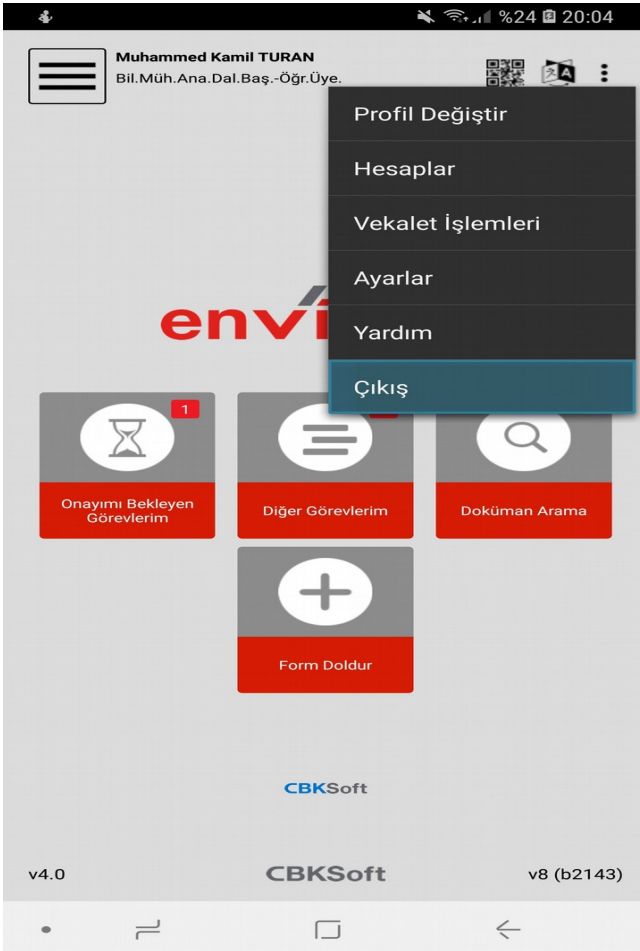 %24 20:04
Muhammed Kamil TURAN
Bil.Müh.Ana.Dal.Baş.-Öğr.Üye.
Profil Değiştir
Hesaplar
Vekalet İşlemleri
Ayarlar
Yardım
Çıkış
1
Onayımı Bekleyen
Görevlerim
Diğer Görevlerim
Doküman Arama
Form Doldur
CBKSoft
v4.0 CBKSoft v8 (b2143)